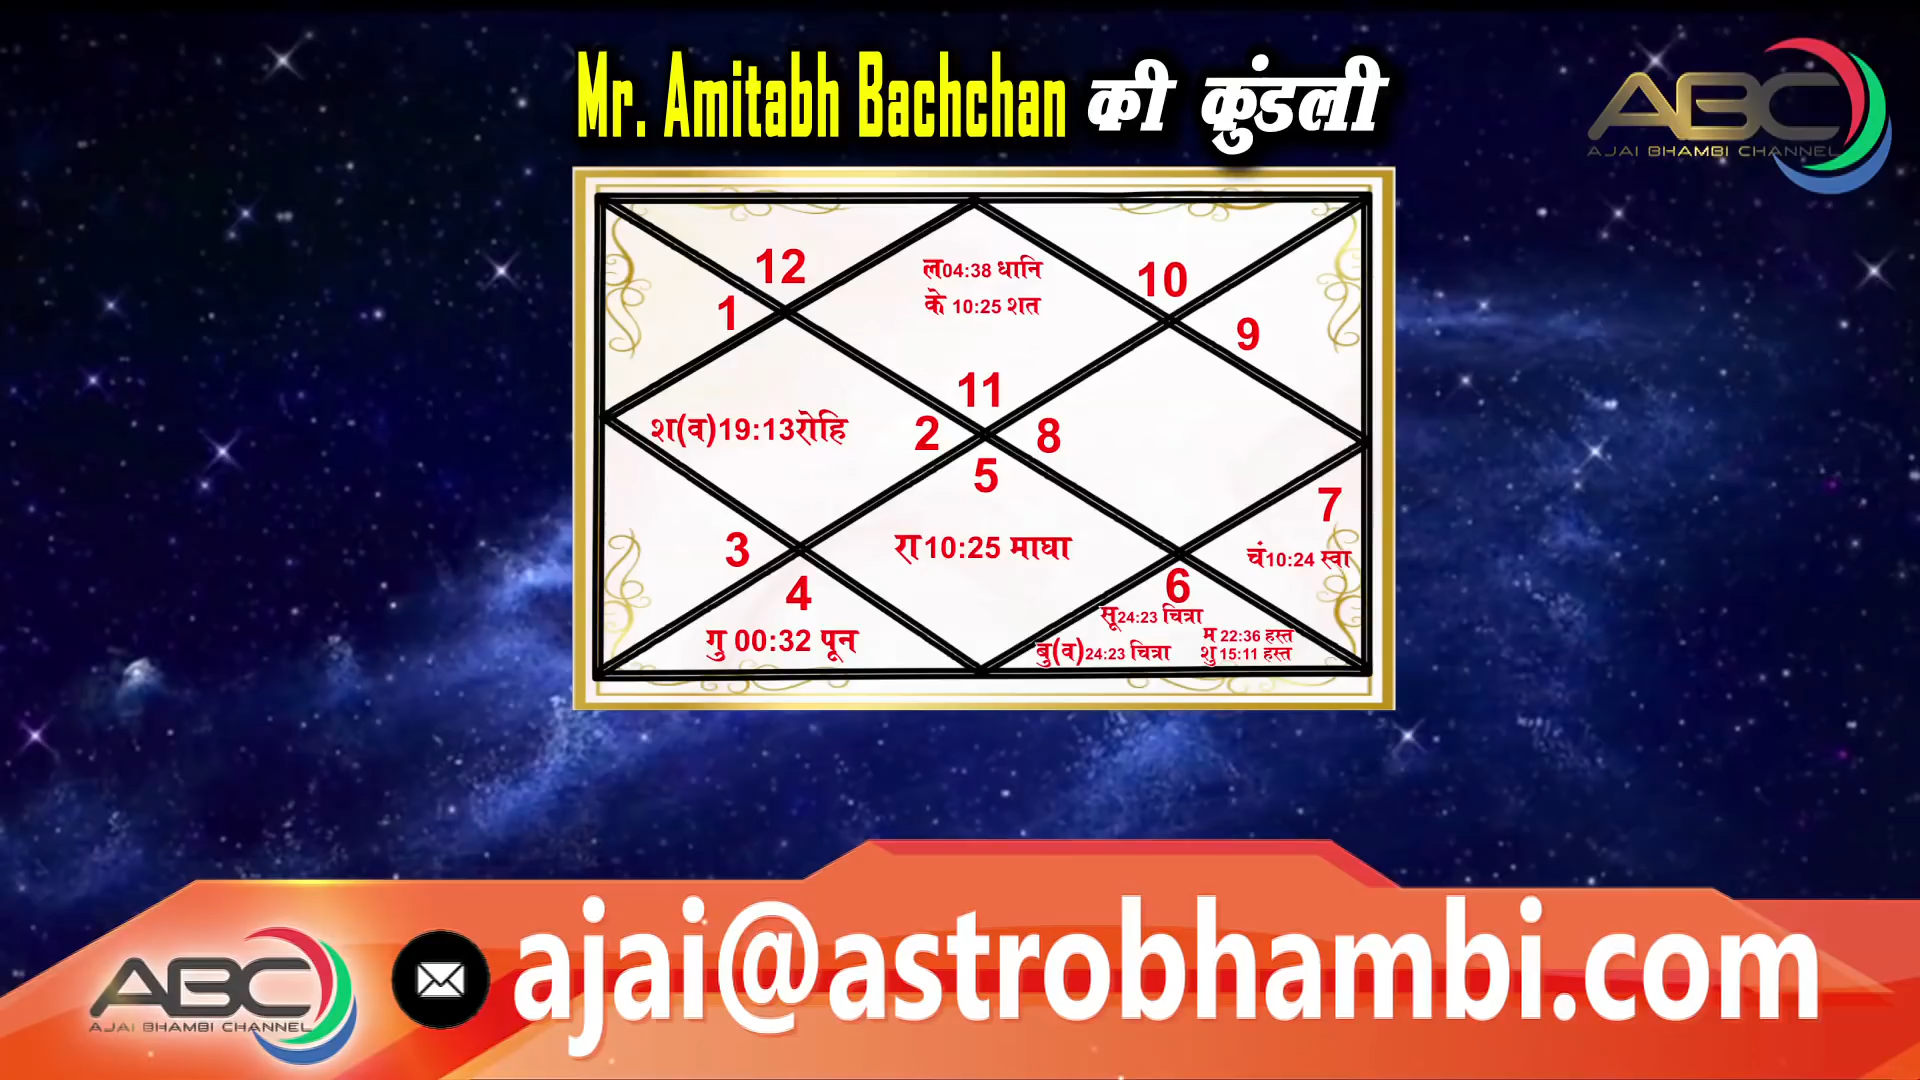 Mr. Amitabh Bachchan की कुंडली
ABC
AJAI BHAMBI CHANNEL
12
1
ल04:38 धानि
के 10:25 शत
10
9
11
श(व)19:13रोहि
2
8
5
7
3
रा10:25 माघा
चं10:24 स्वा
4
6
गु 00:32 पून
सू24:23 चित्रा
म 22:36 हस्त
बु(व)24:23 चित्रा
शु 15:11 हस्त
ABC
AJAI BHAMBI CHANNEL
ajai@astrobhambi.com